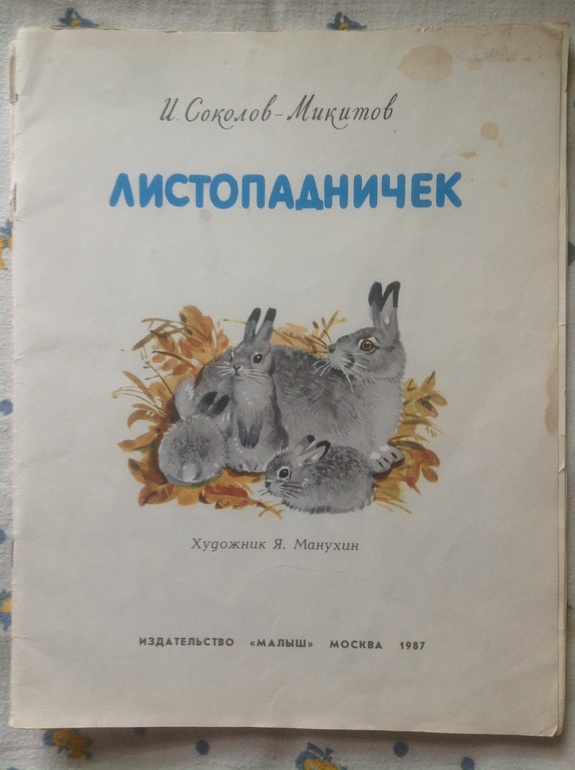 И. Соколов-Микитов
ЛИСТОПАДНИЧЕК
Художник Я. Манухин
ИЗДАТЕЛЬСТВО «МАЛЫШ» МОСКВА 1987